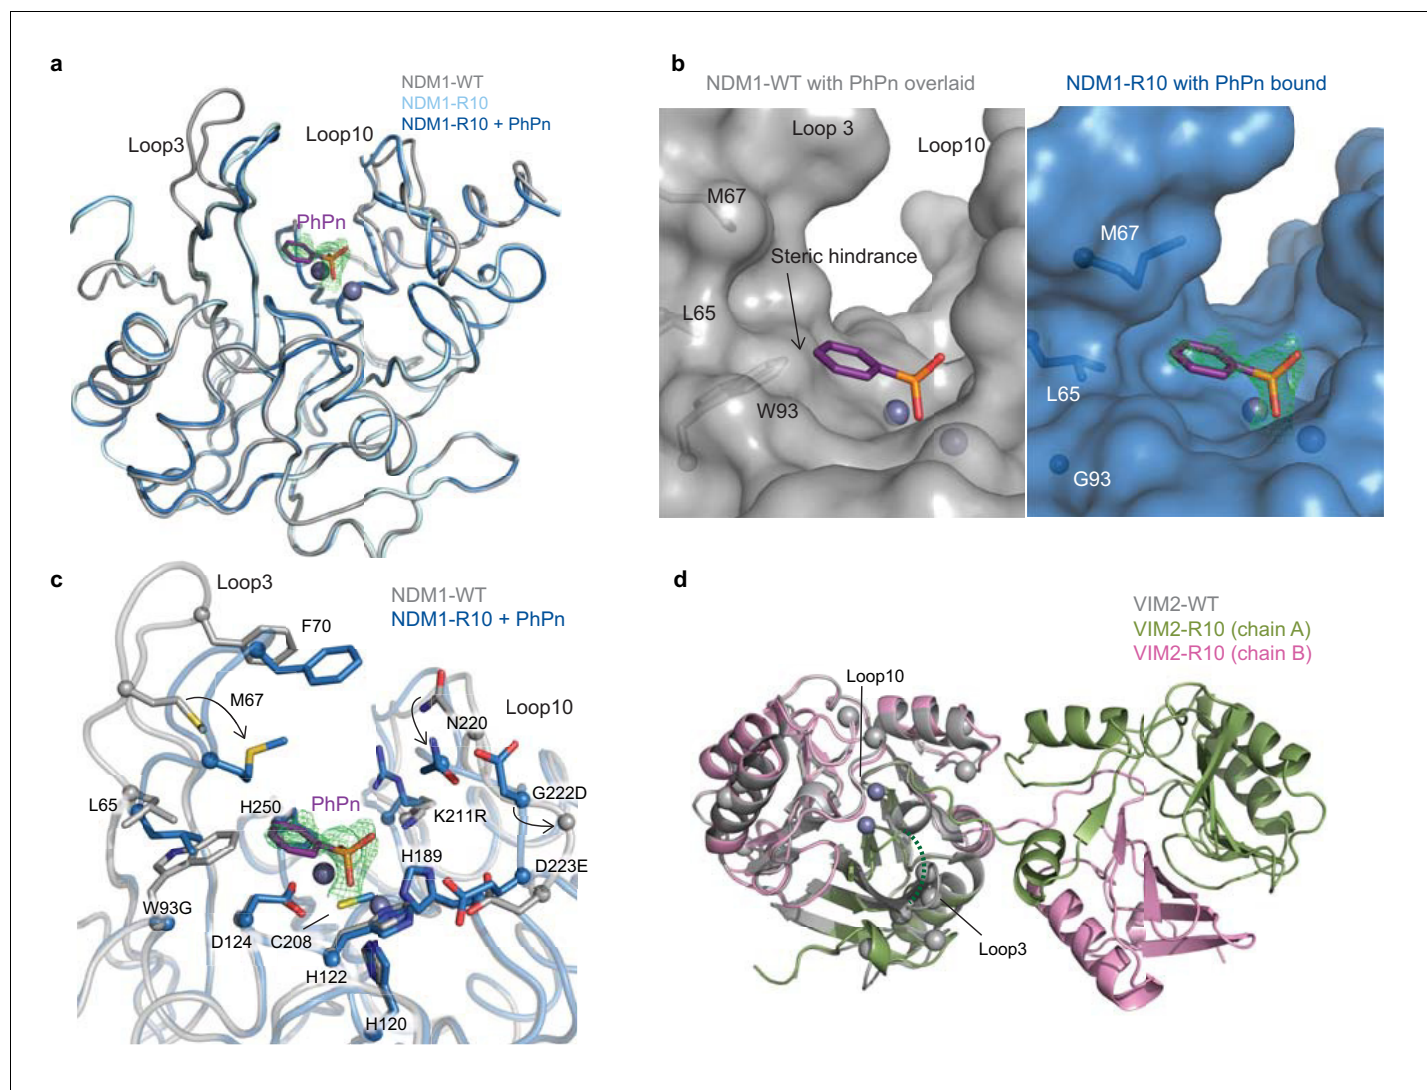 a
NDM1-WT
NDM1-R10
NDM1-R10 + PhPn
Loop3
Loop10
PhPn
b
NDM1-WT with PhPn overlaid
NDM1-R10 with PhPn bound
Loop 3
Loop10
M67
Steric hindrance
L65
W93
M67
L65
G93
c
NDM1-WT
NDM1-R10 + PhPn
Loop3
F70
M67
N220
Loop10
L65
H250
PhPn
G222D
K211R
H189
D223E
W93G
D124
C208
H122
H120
d
VIM2-WT
VIM2-R10 (chain A)
VIM2-R10 (chain B)
Loop10
Loop3